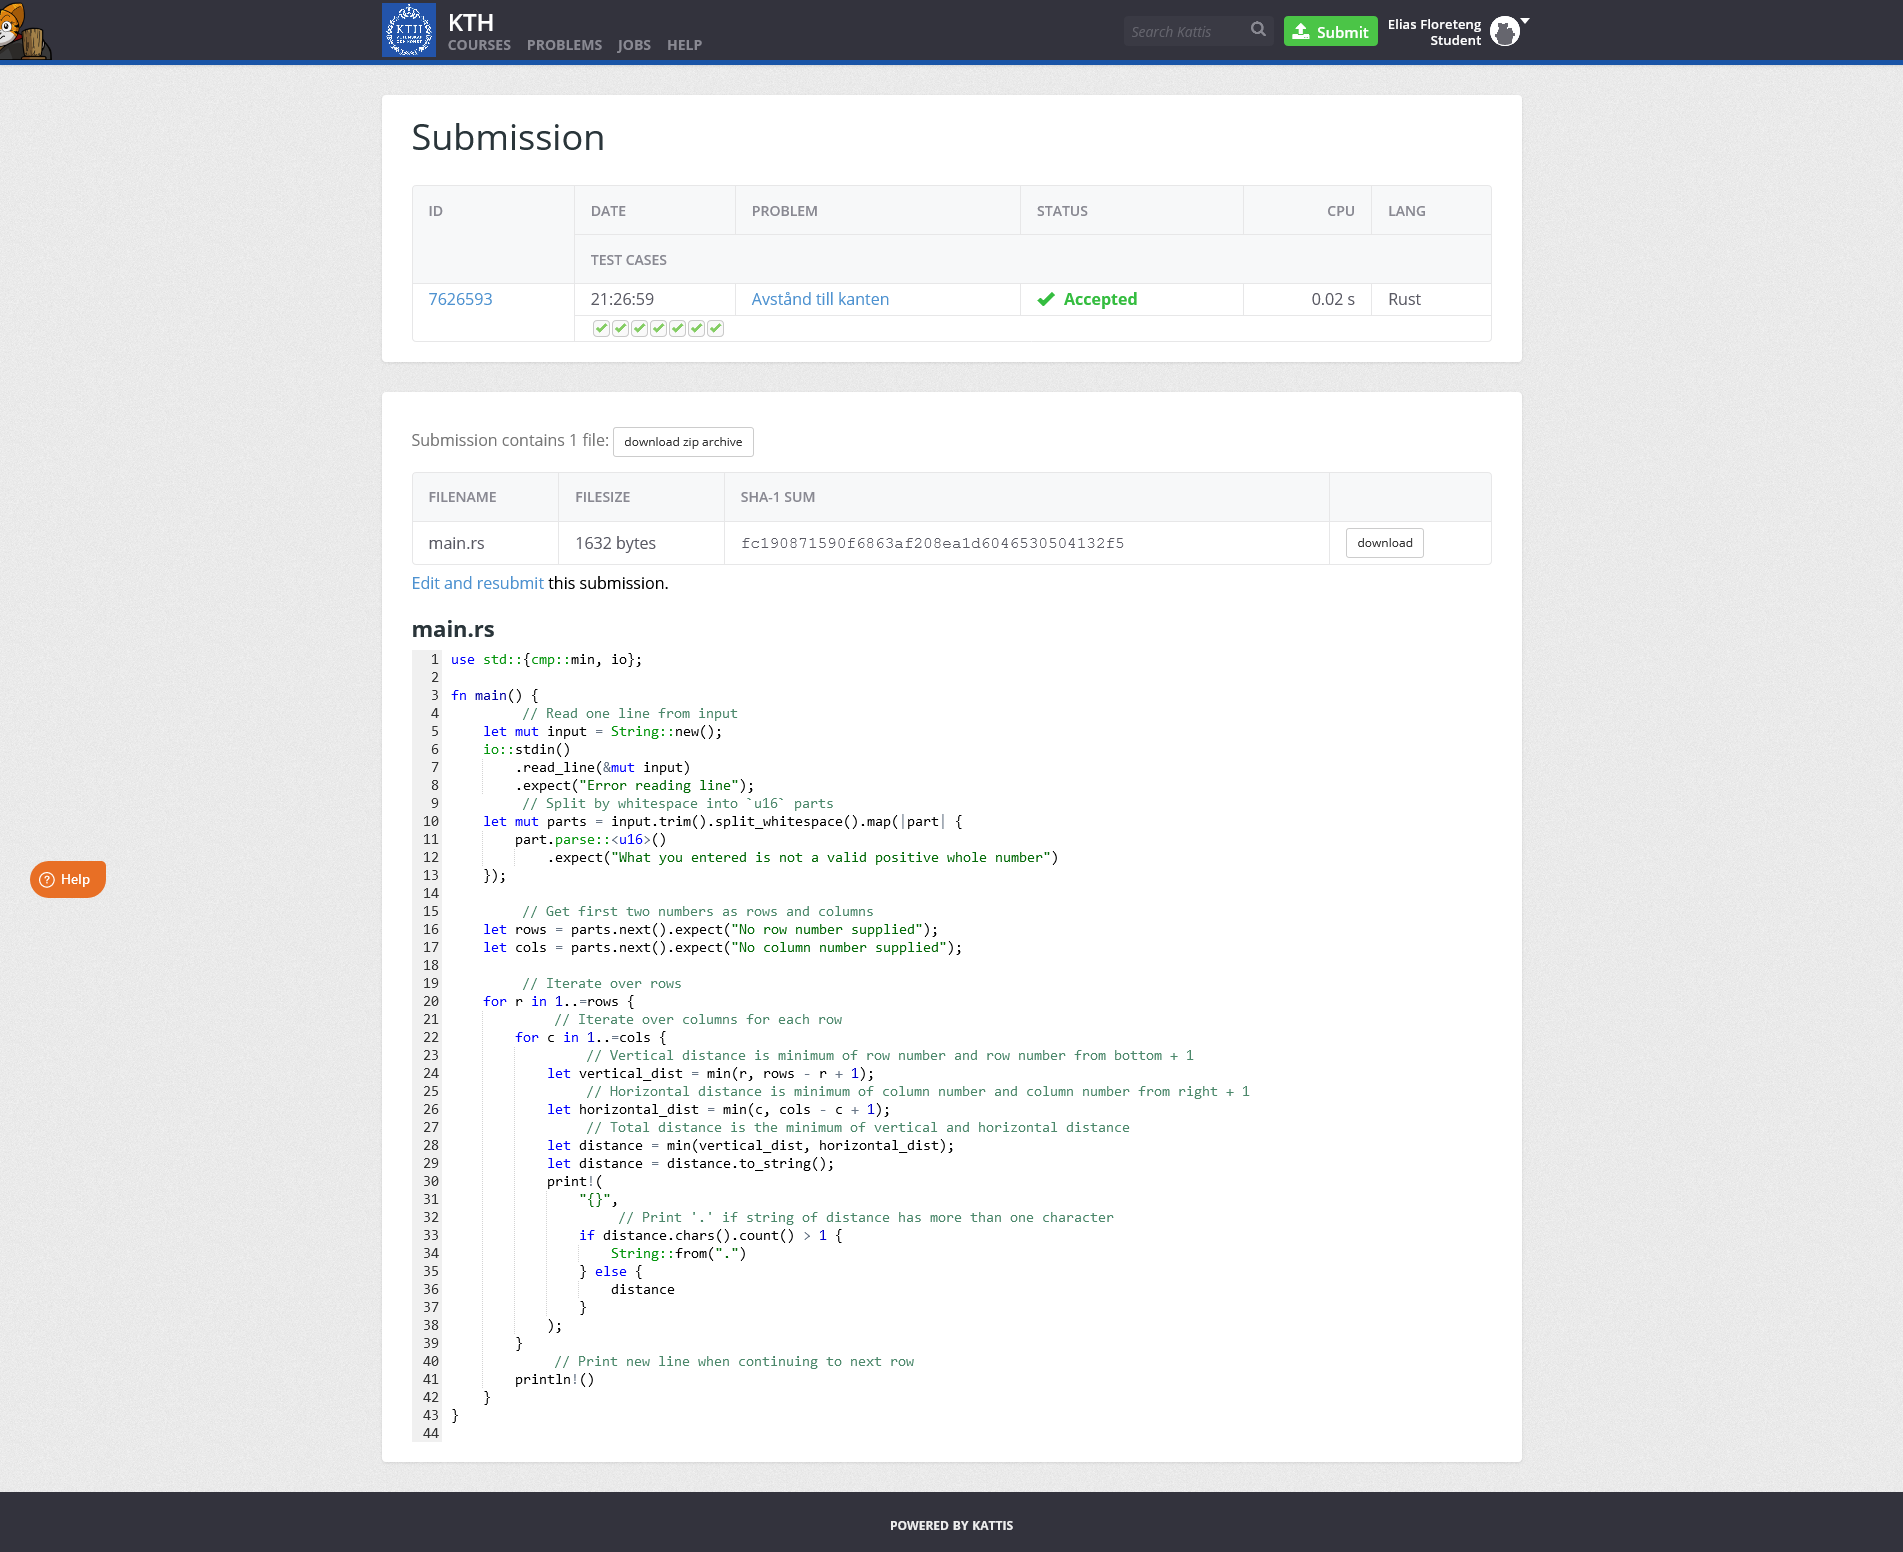 KTH
COURSES PROBLEMS JOBS HELP
Search Kattis
Submit
Elias Floreteng
Student
Submission
ID DATE PROBLEM STATUS CPU LANG
TEST CASES
7626593 21:26:59 Avstånd till kanten Accepted 0.02 s Rust
Submission contains 1 file: download zip archive
FILENAME FILESIZE SHA-1 SUM
main.rs 1632 bytes fc190871590f6863af208ea1d6046530504132f5 download
Edit and resubmit this submission.
main.rs
1 use std::{cmp::min, io};
2
3 fn main() {
4 // Read one line from input
5 let mut input = String::new();
6 io::stdin()
7 .read_line(&mut input)
8 .expect("Error reading line");
9 // Split by whitespace into `u16` parts
10 let mut parts = input.trim().split_whitespace().map(|part| {
11 part.parse::<u16>()
12 .expect("What you entered is not a valid positive whole number")
13 });
14
15 // Get first two numbers as rows and columns
16 let rows = parts.next().expect("No row number supplied");
17 let cols = parts.next().expect("No column number supplied");
18
19 // Iterate over rows
20 for r in 1..=rows {
21 // Iterate over columns for each row
22 for c in 1..=cols {
23 // Vertical distance is minimum of row number and row number from bottom + 1
24 let vertical_dist = min(r, rows - r + 1);
25 // Horizontal distance is minimum of column number and column number from right + 1
26 let horizontal_dist = min(c, cols - c + 1);
27 // Total distance is the minimum of vertical and horizontal distance
28 let distance = min(vertical_dist, horizontal_dist);
29 let distance = distance.to_string();
30 print!(
31 "{}",
32 // Print '.' if string of distance has more than one character
33 if distance.chars().count() > 1 {
34 String::from(".")
35 } else {
36 distance
37 }
38 );
39 }
40 // Print new line when continuing to next row
41 println!()
42 }
43 }
44
Help
POWERED BY KATTIS